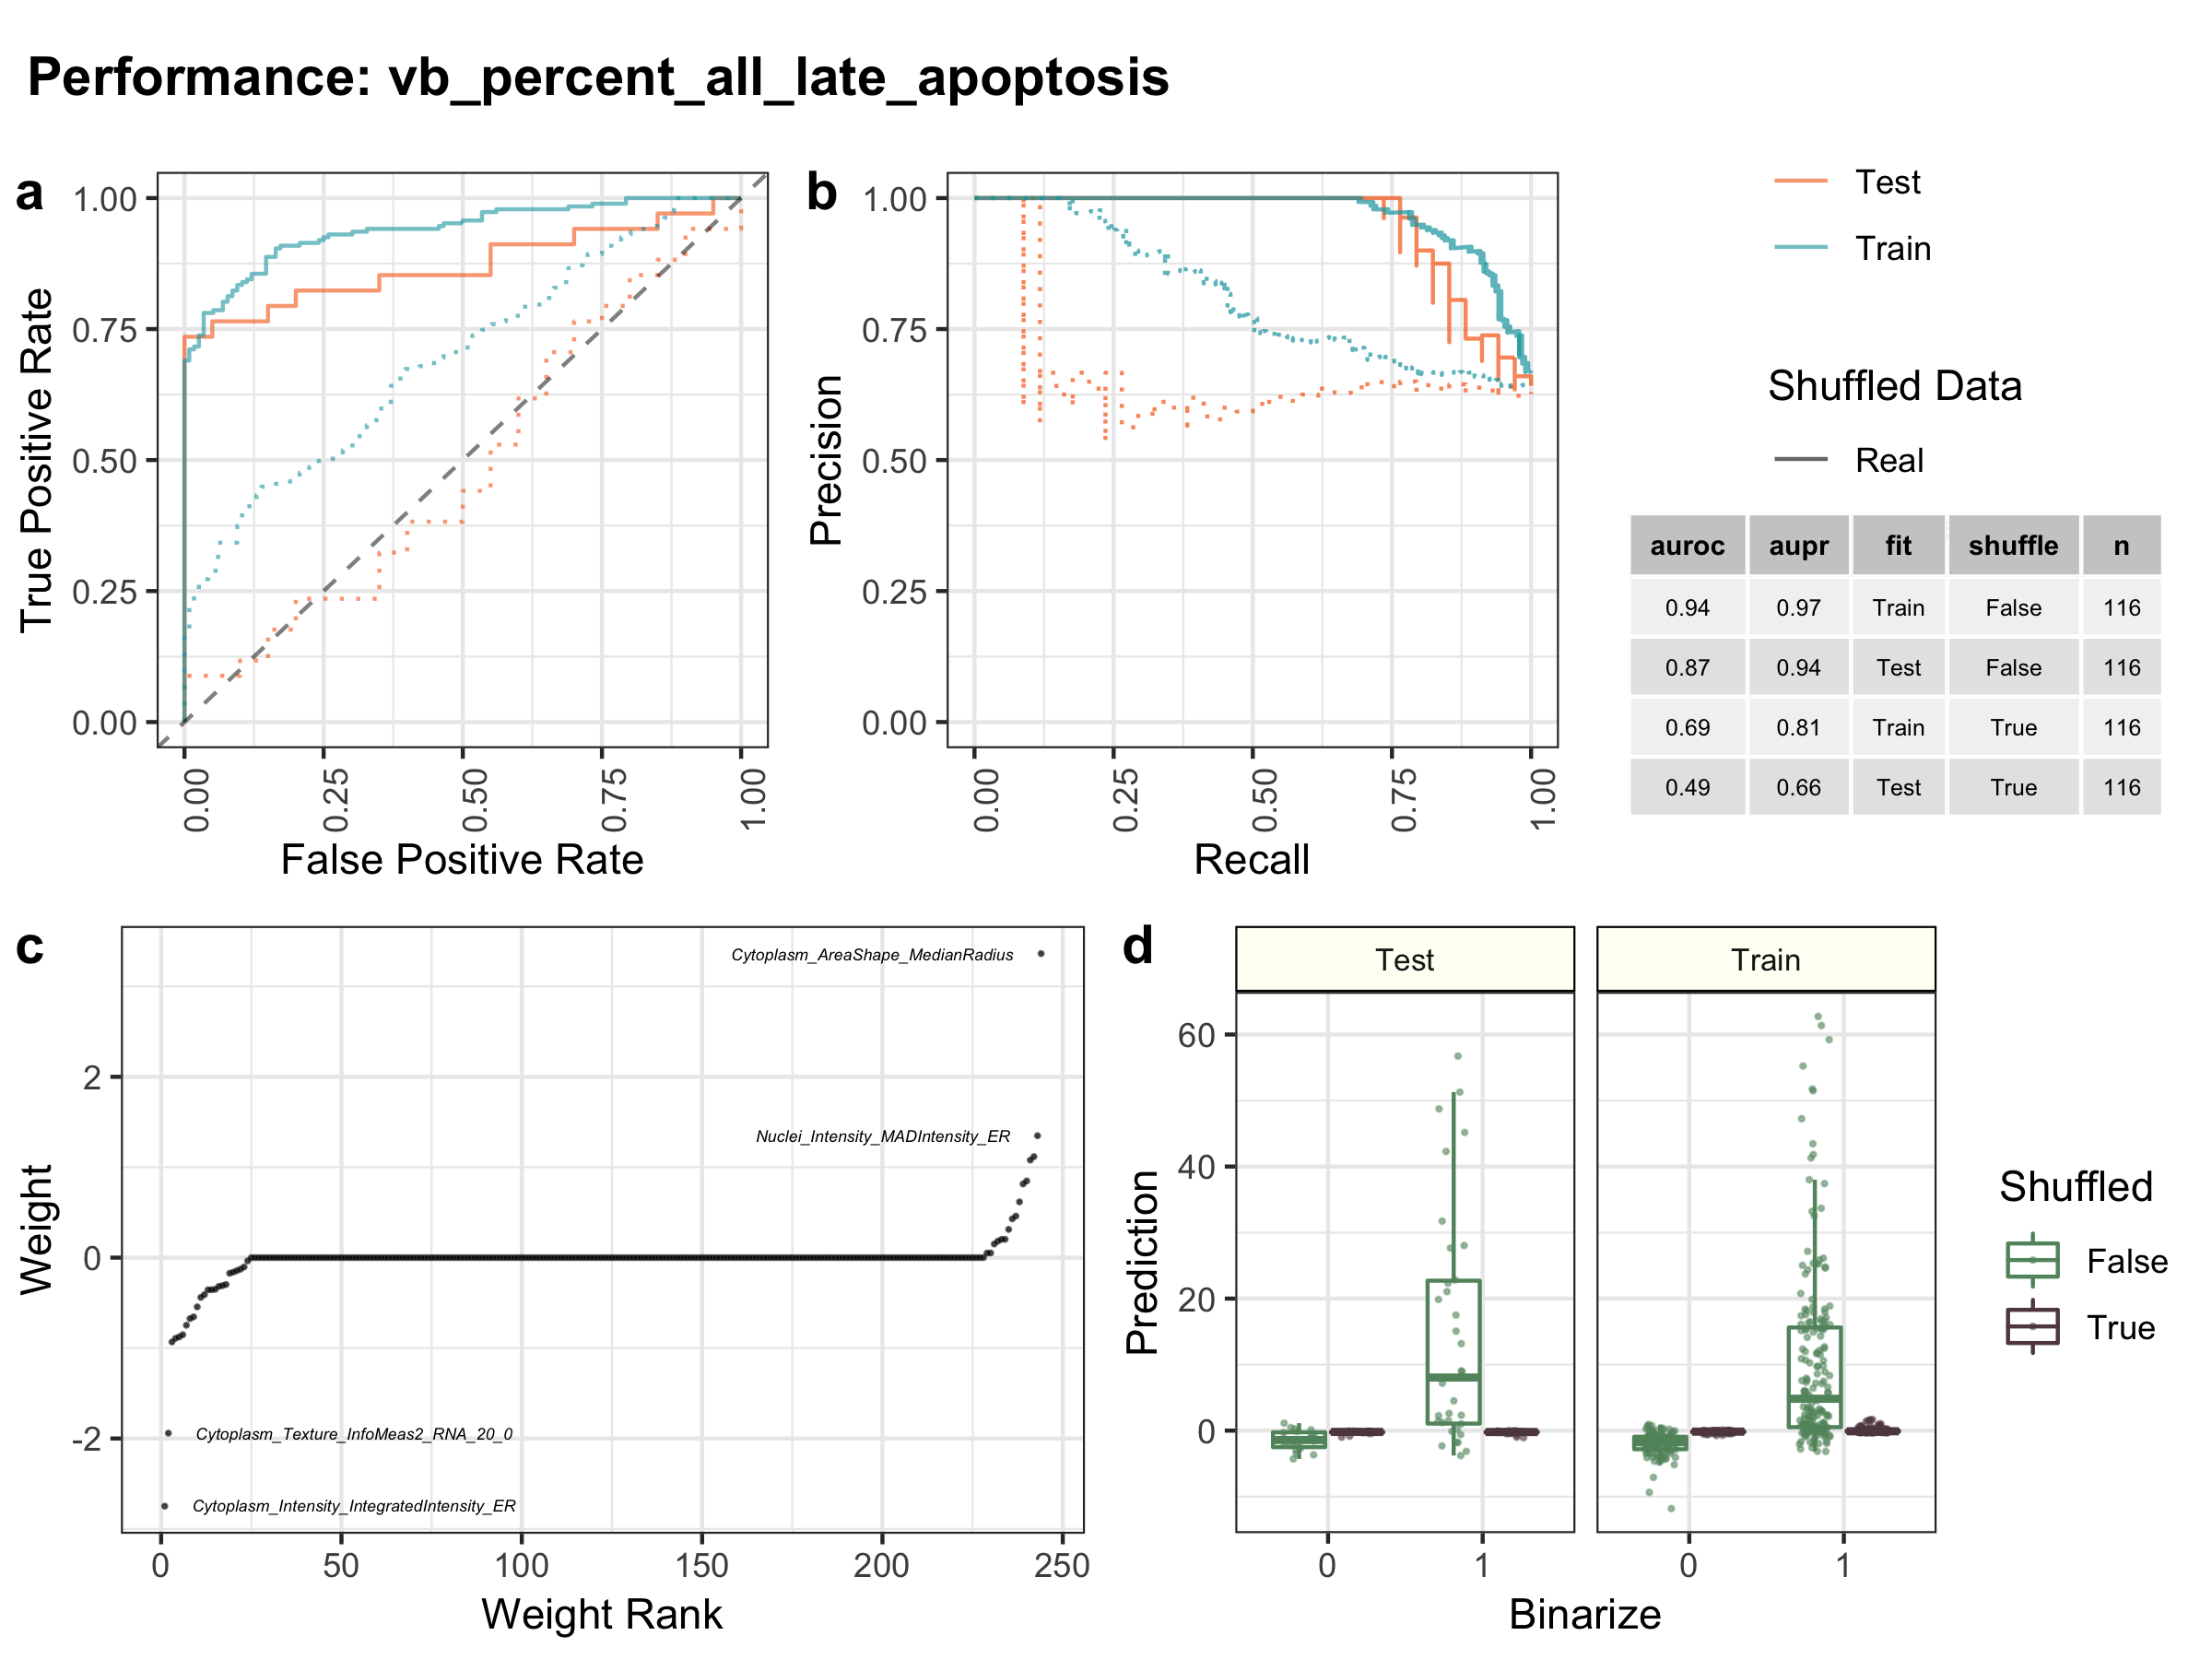 Performance: vb_percent_all_late_apoptosis
a
1.00
0.75
0.50
0.25
0.00
True Positive Rate
0.00
0.25
0.50
0.75
1.00
False Positive Rate
b
1.00
0.75
0.50
0.25
0.00
Precision
0.00
0.25
0.50
0.75
1.00
Recall
Test
Train
Shuffled Data
Real
auroc aupr fit shuffle n
0.94 0.97 Train False 116
0.87 0.94 Test False 116
0.69 0.81 Train True 116
0.49 0.66 Test True 116
c
Cytoplasm_AreaShape_MedianRadius
Nuclei_Intensity_MADIntensity_ER
Cytoplasm_Texture_InfoMeas2_RNA_20_0
Cytoplasm_Intensity_IntegratedIntensity_ER
2
0
-2
Weight
0 50 100 150 200 250
Weight Rank
d
Test Train
60
40
20
0
Prediction
0 1 0 1
Binarize
Shuffled
False
True